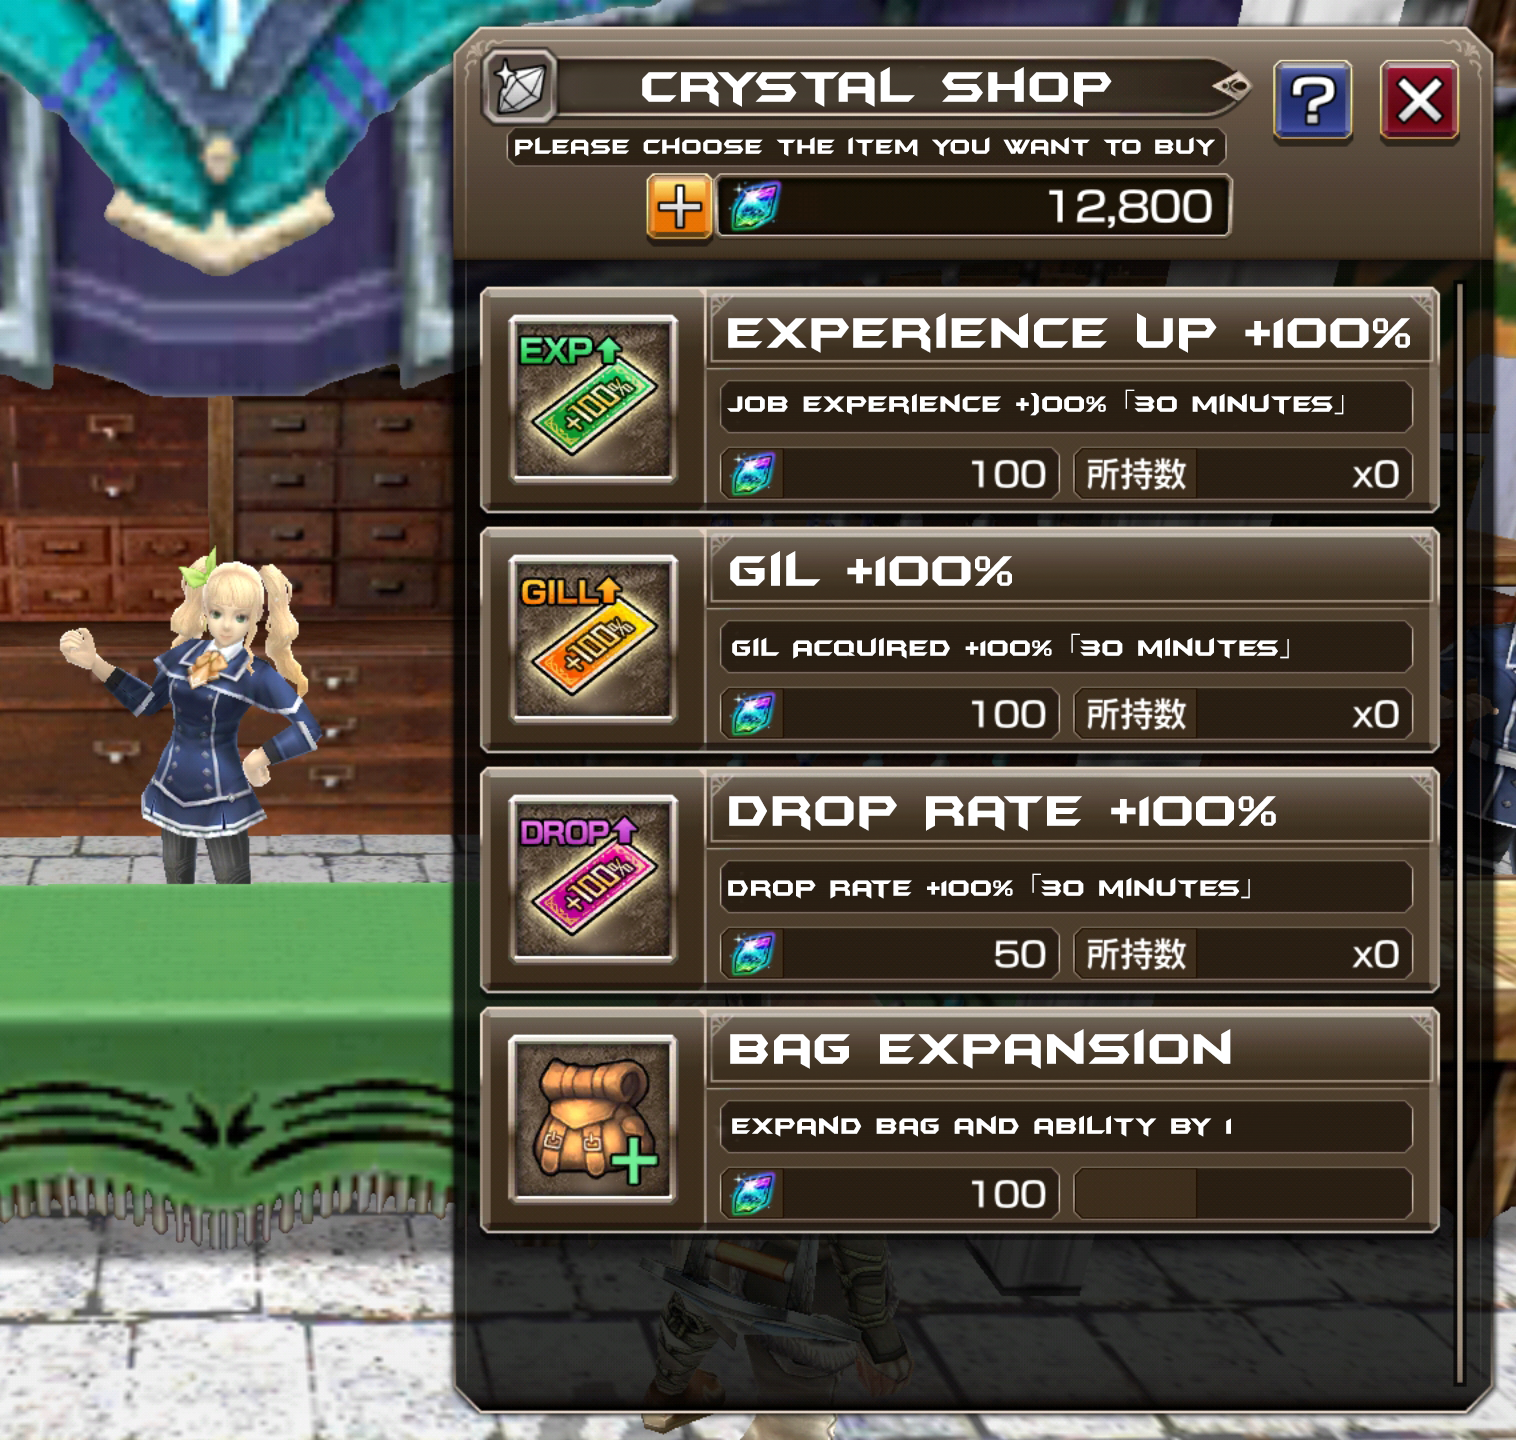 CRYSTAL SHOP
PLEASE CHOOSE THE ITEM YOU WANT TO BUY
12,800
EXP
+100%
EXPERIENCE UP +100%
JOB EXPERIENCE +100%「30 MINUTES」
100 所持数 x0
GILL
+100%
GIL +100%
GIL ACQUIRED +100%「30 MINUTES」
100 所持数 x0
DROP
+100%
DROP RATE +100%
DROP RATE +100%「30 MINUTES」
50 所持数 x0
BAG EXPANSION
EXPAND BAG AND ABILITY BY 1
100